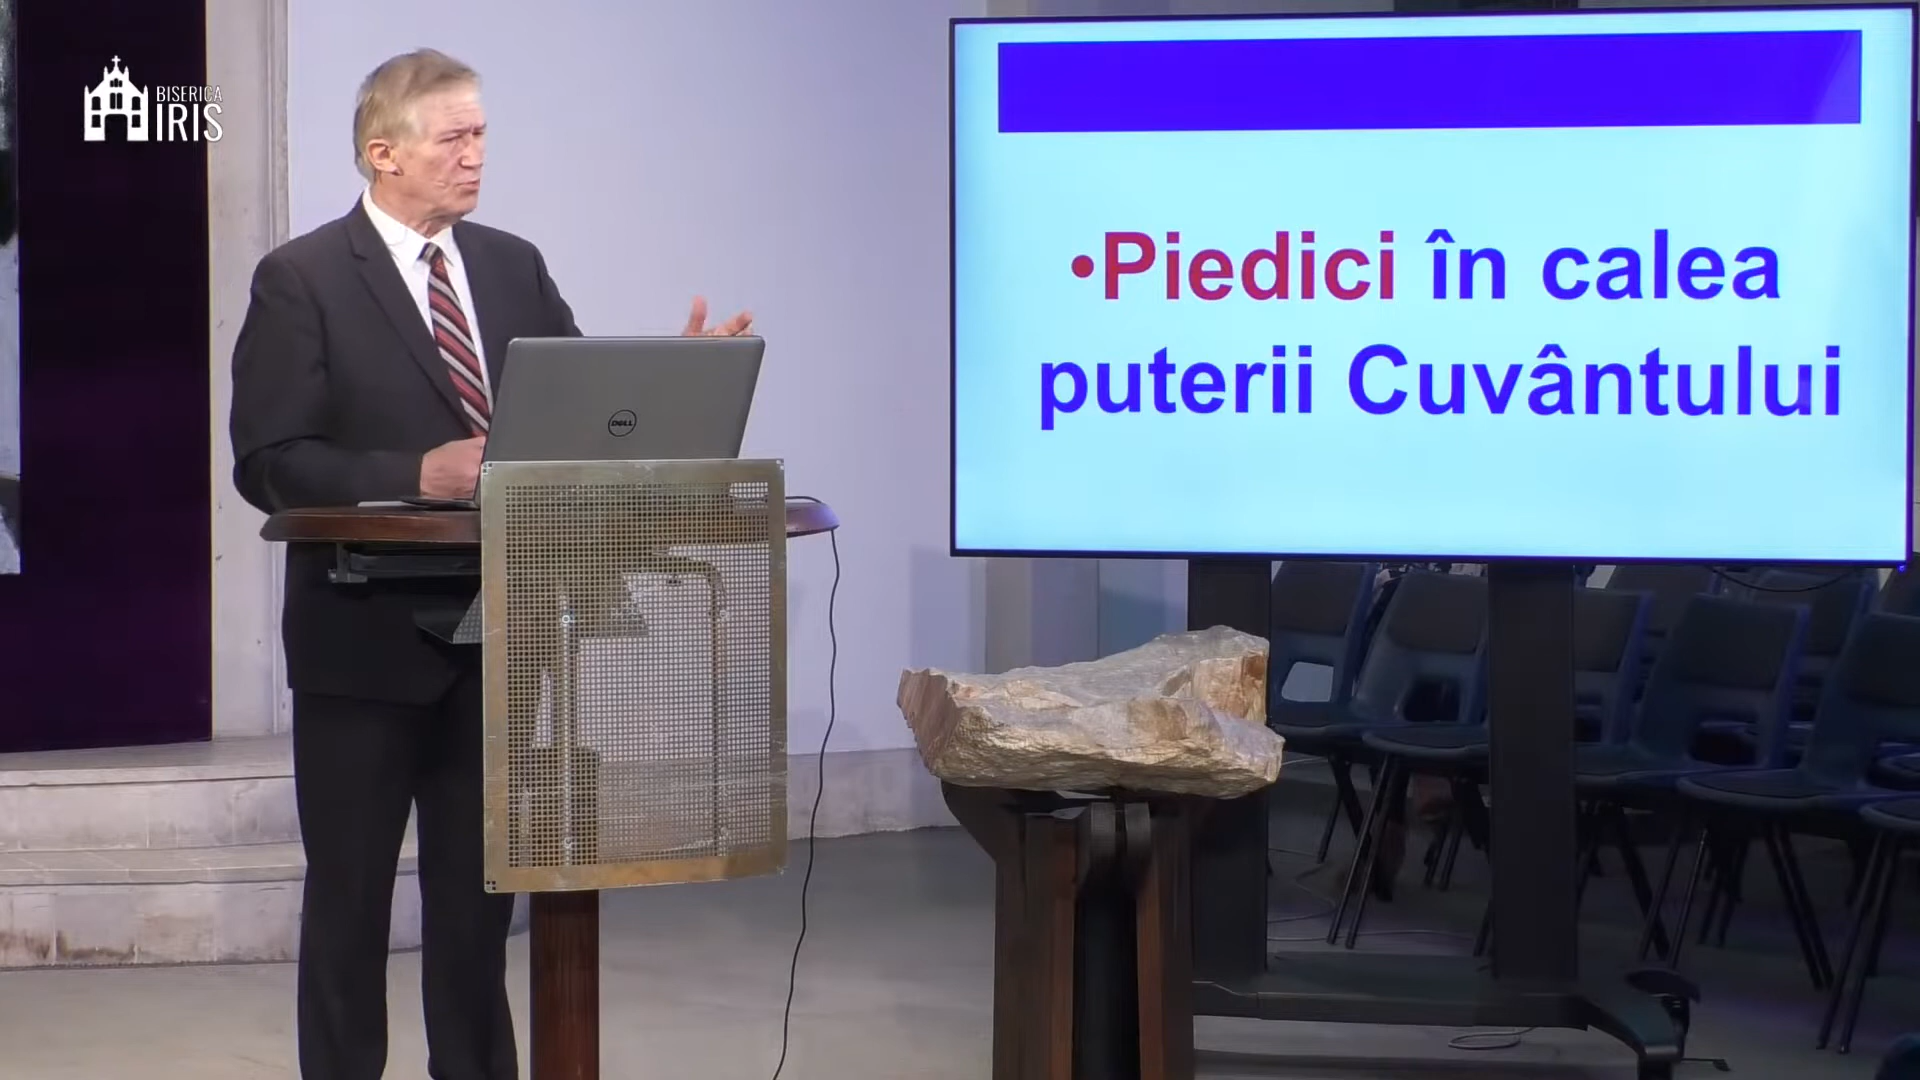 BISERICA
IRIS
•Piedici în calea
puterii Cuvântului
DELL